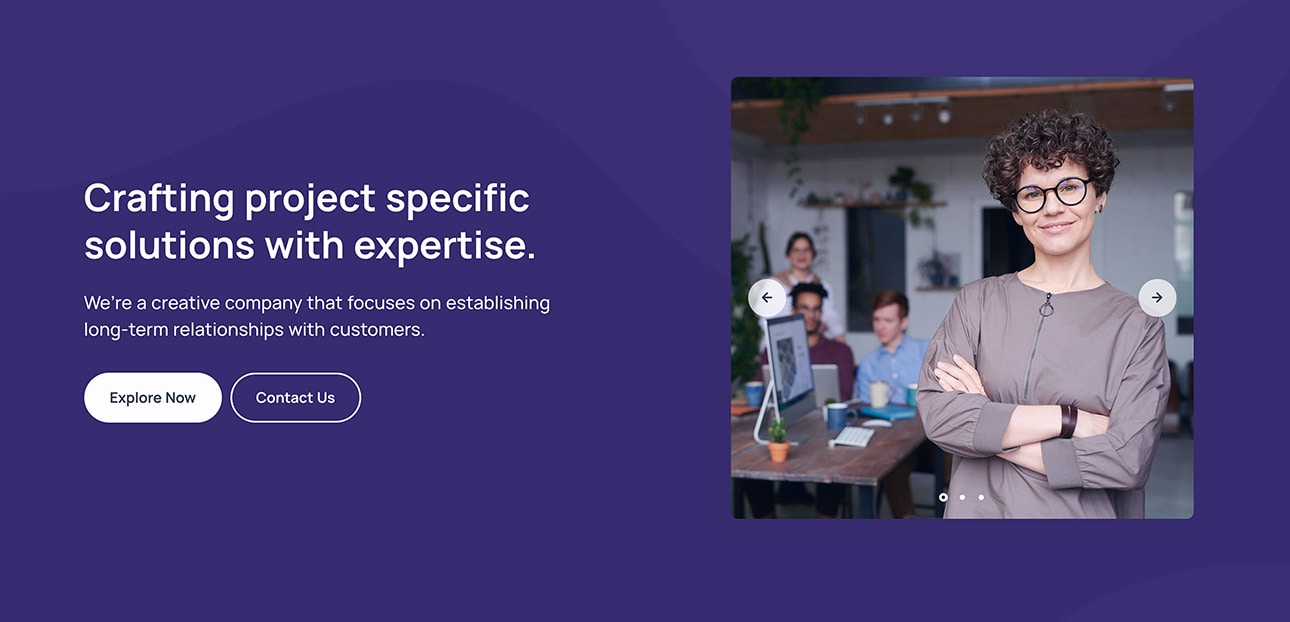 Crafting project specific
solutions with expertise.
We're a creative company that focuses on establishing
long-term relationships with customers.
Explore Now
Contact Us